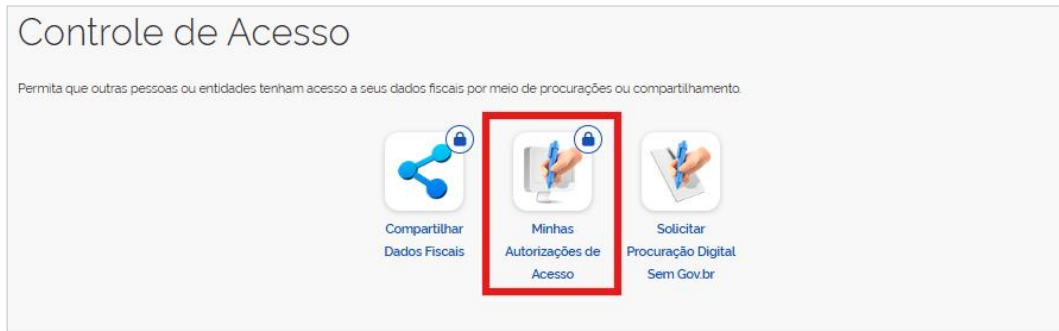 Controle de Acesso
Permita que outras pessoas ou entidades tenham acesso a seus dados fiscais por meio de procurações ou compartilhamento.
Compartilhar
Dados Fiscais
Minhas
Autorizações de
Acesso
Solicitar
Procuração Digital
Sem Gov.br